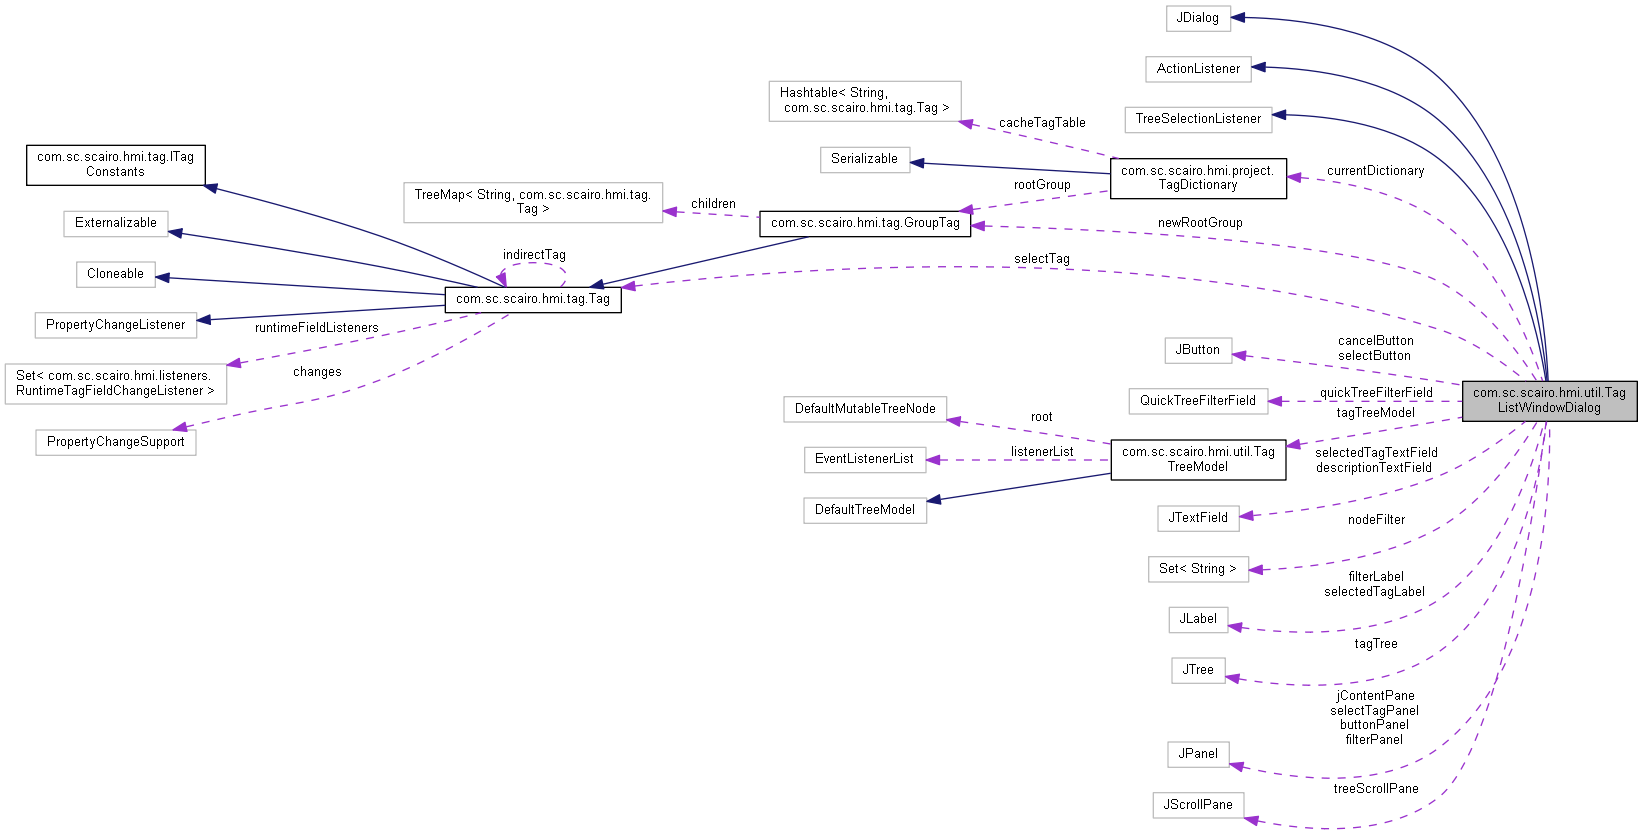 JDialog
ActionListener
TreeSelectionListener
Hashtable< String,
com.sc.scairo.hmi.tag.Tag >
cacheTagTable
Serializable
com.sc.scairo.hmi.project.
TagDictionary
currentDictionary
com.sc.scairo.hmi.tag.ITag
Constants
TreeMap< String, com.sc.scairo.hmi.tag.
Tag >
children
rootGroup
com.sc.scairo.hmi.tag.GroupTag
newRootGroup
Externalizable
indirectTag
selectTag
Cloneable
com.sc.scairo.hmi.tag.Tag
PropertyChangeListener
runtimeFieldListeners
Set< com.sc.scairo.hmi.listeners.
RuntimeTagFieldChangeListener >
changes
PropertyChangeSupport
JButton
cancelButton
selectButton
QuickTreeFilterField
quickTreeFilterField
com.sc.scairo.hmi.util.Tag
ListWindowDialog
tagTreeModel
DefaultMutableTreeNode
root
EventListenerList
listenerList
com.sc.scairo.hmi.util.Tag
TreeModel
DefaultTreeModel
selectedTagTextField
descriptionTextField
JTextField
nodeFilter
Set< String >
filterLabel
selectedTagLabel
JLabel
tagTree
JTree
jContentPane
selectTagPanel
buttonPanel
filterPanel
JPanel
treeScrollPane
JScrollPane